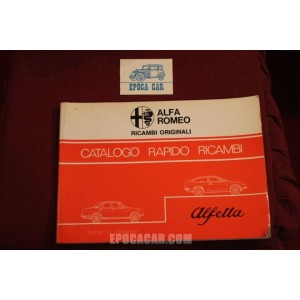 EPOCA CAR
ALFA
ROMEO
RICAMBI ORIGINALI
CATALOGO RAPIDO RICAMBI
Alfetta
EPOCACAR.COM